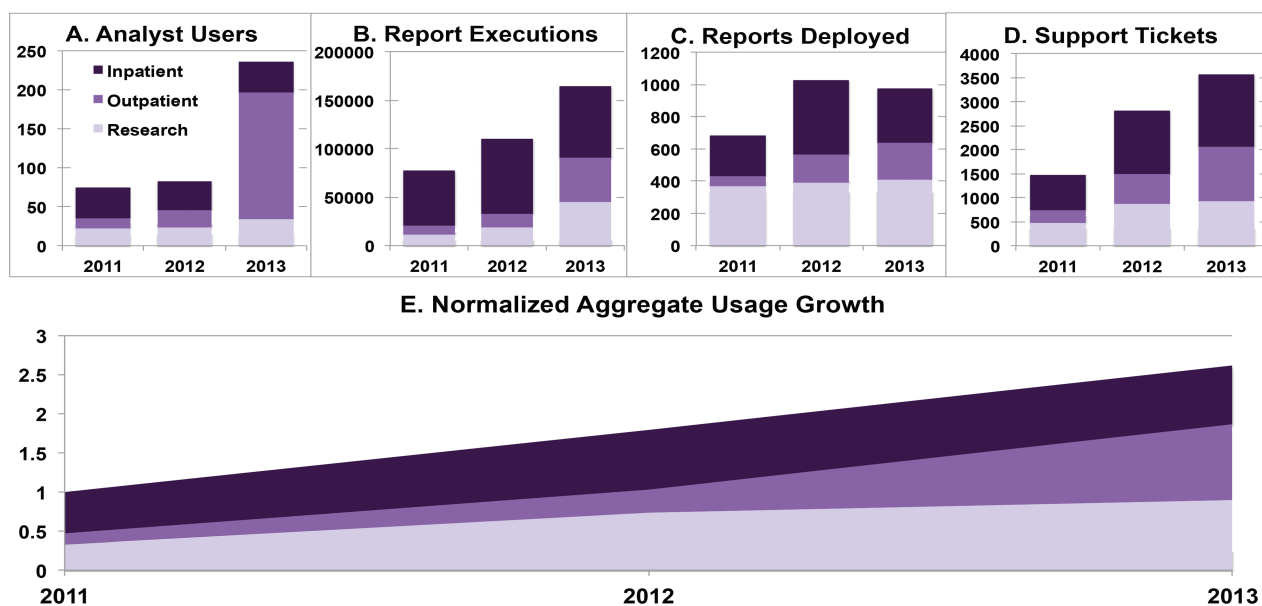 A. Analyst Users
250
200
150
100
50
0
Inpatient
Outpatient
Research
2011 2012 2013
B. Report Executions
200000
150000
100000
50000
0
2011 2012 2013
C. Reports Deployed
1200
1000
800
600
400
200
0
2011 2012 2013
D. Support Tickets
4000
3500
3000
2500
2000
1500
1000
500
0
2011 2012 2013
E. Normalized Aggregate Usage Growth
3
2.5
2
1.5
1
0.5
0
2011 2012 2013